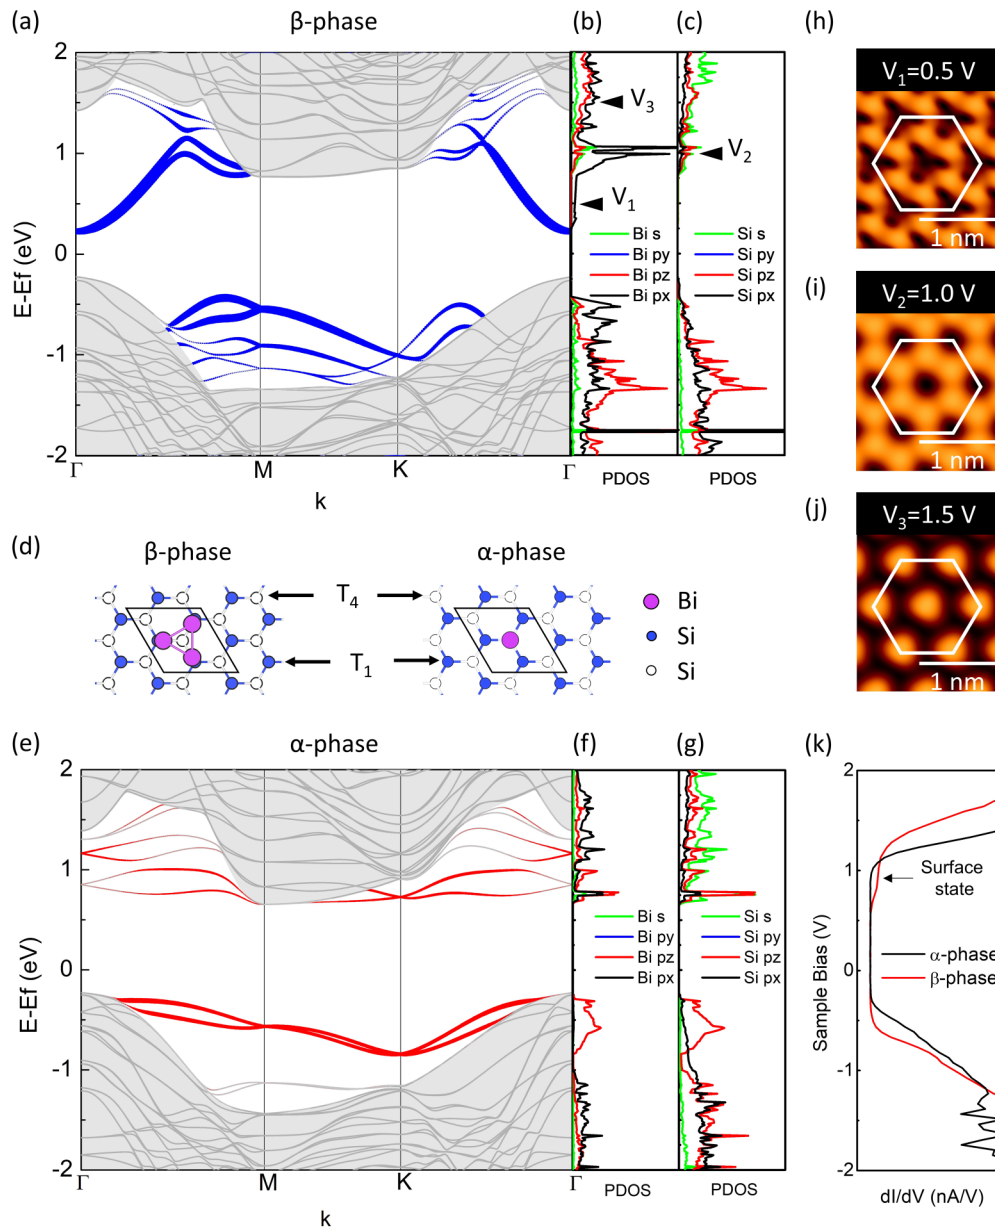 (a) β-phase (b) (c) (h)
V₁=0.5 V
1 nm
2
1
0
-1
-2
E-Ef (eV)
Γ M K Γ
k
V₃
V₂
V₁
Bi s
Bi py
Bi pz
Bi px
Si s
Si py
Si pz
Si px
PDOS PDOS
(i)
V₂=1.0 V
1 nm
(j)
V₃=1.5 V
1 nm
(d)
β-phase α-phase
T₄
T₁
Bi
Si
Si
(e) α-phase (f) (g) (k)
2
1
0
-1
-2
E-Ef (eV)
Γ M K Γ
k
Bi s
Bi py
Bi pz
Bi px
Si s
Si py
Si pz
Si px
PDOS PDOS
2
1
0
-1
-2
Sample Bias (V)
Surface
state
α-phase
β-phase
dI/dV (nA/V)